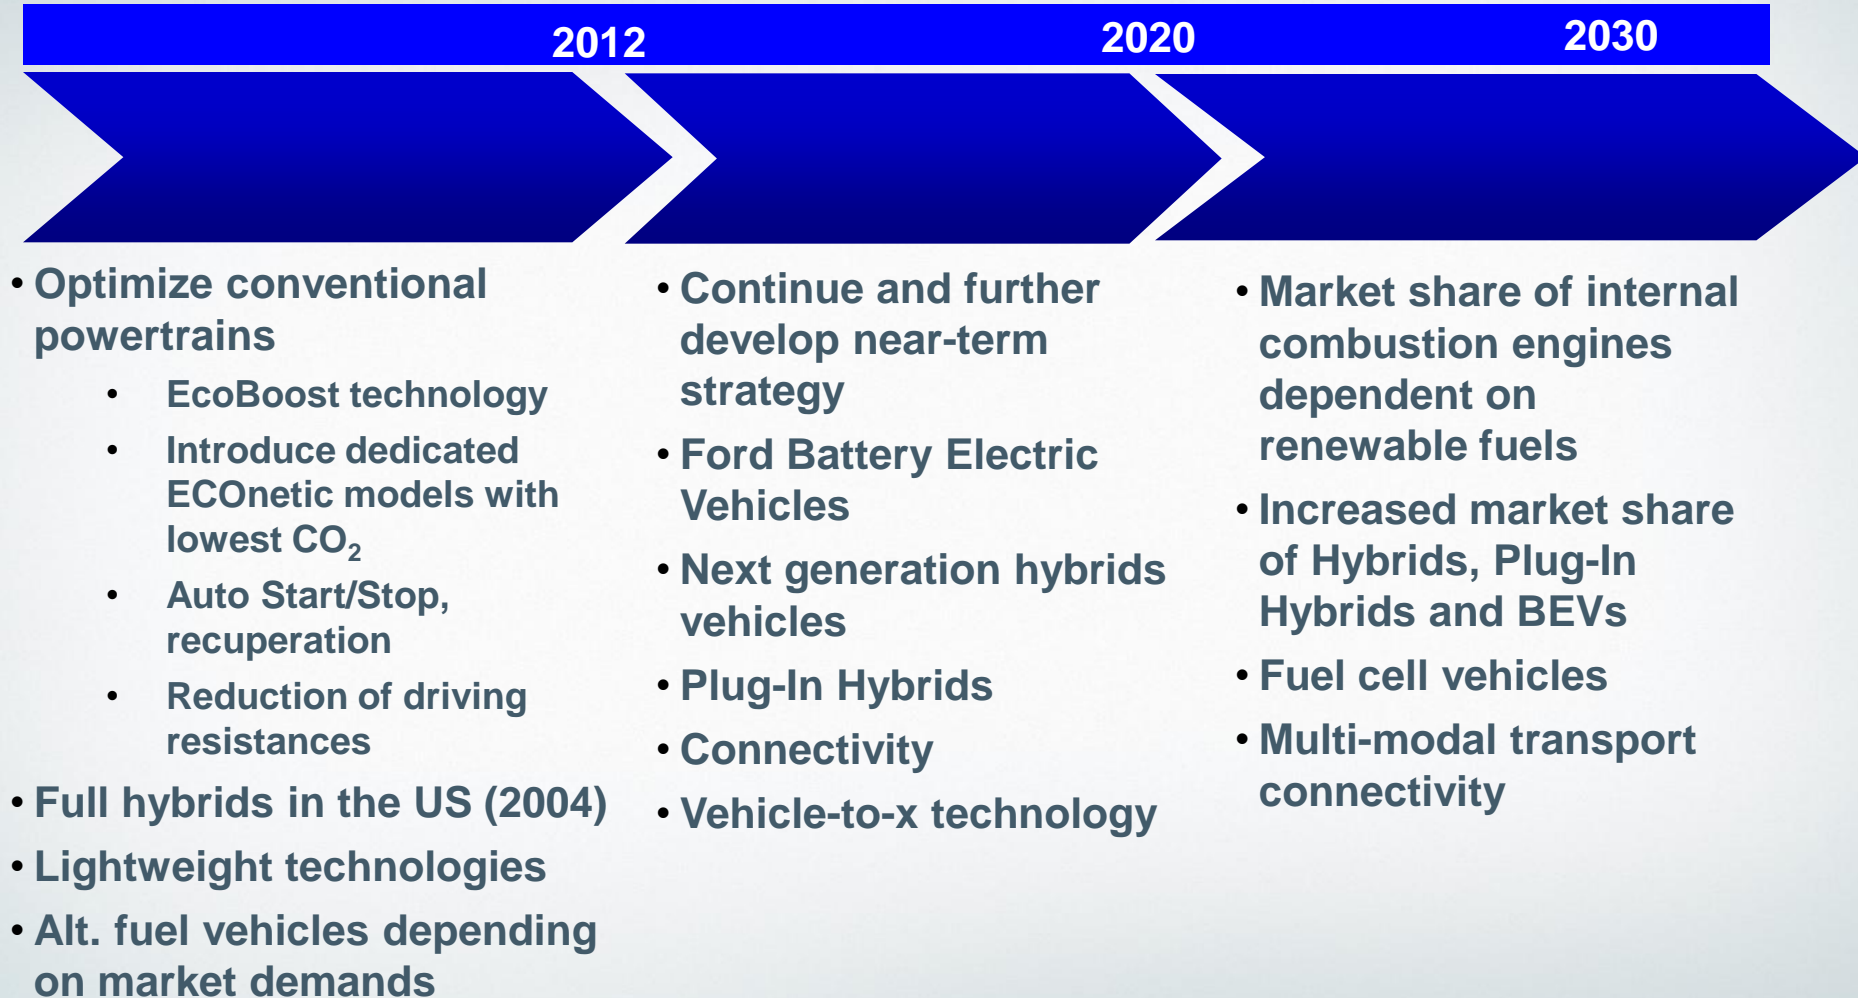 2012
2020
2030
• Optimize conventional
powertrains
• EcoBoost technology
• Introduce dedicated
ECOnetic models with
lowest CO₂
• Auto Start/Stop,
recuperation
• Reduction of driving
resistances
• Full hybrids in the US (2004)
• Lightweight technologies
• Alt. fuel vehicles depending
on market demands
• Continue and further
develop near-term
strategy
• Ford Battery Electric
Vehicles
• Next generation hybrids
vehicles
• Plug-In Hybrids
• Connectivity
• Vehicle-to-x technology
• Market share of internal
combustion engines
dependent on
renewable fuels
• Increased market share
of Hybrids, Plug-In
Hybrids and BEVs
• Fuel cell vehicles
• Multi-modal transport
connectivity